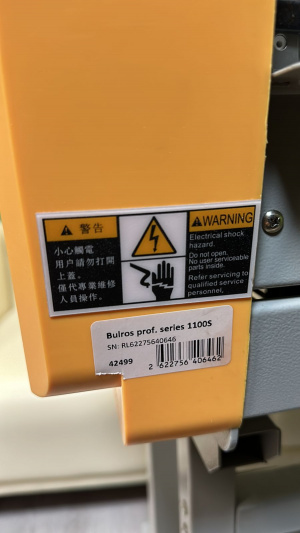 警告
小心觸電
用户請勿打開
上蓋。
僅代專業維修
人員操作。
WARNING
Electrical shock
hazard.
Do not open.
No user serviceable
parts inside.
Refer servicing to
qualified service
personnel,
Bulros prof. series 1100S
SN: RL62275640646
42499
2 622756 406462